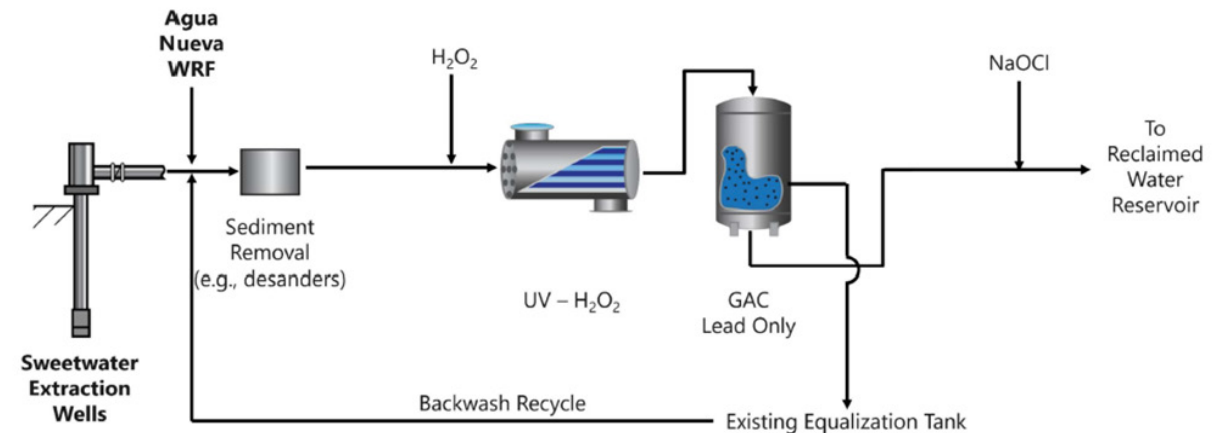 Agua
Nueva
WRF
H₂O₂
NaOCl
To
Reclaimed
Water
Reservoir
Sediment
Removal
(e.g., desanders)
UV – H₂O₂
GAC
Lead Only
Sweetwater
Extraction
Wells
Backwash Recycle
Existing Equalization Tank